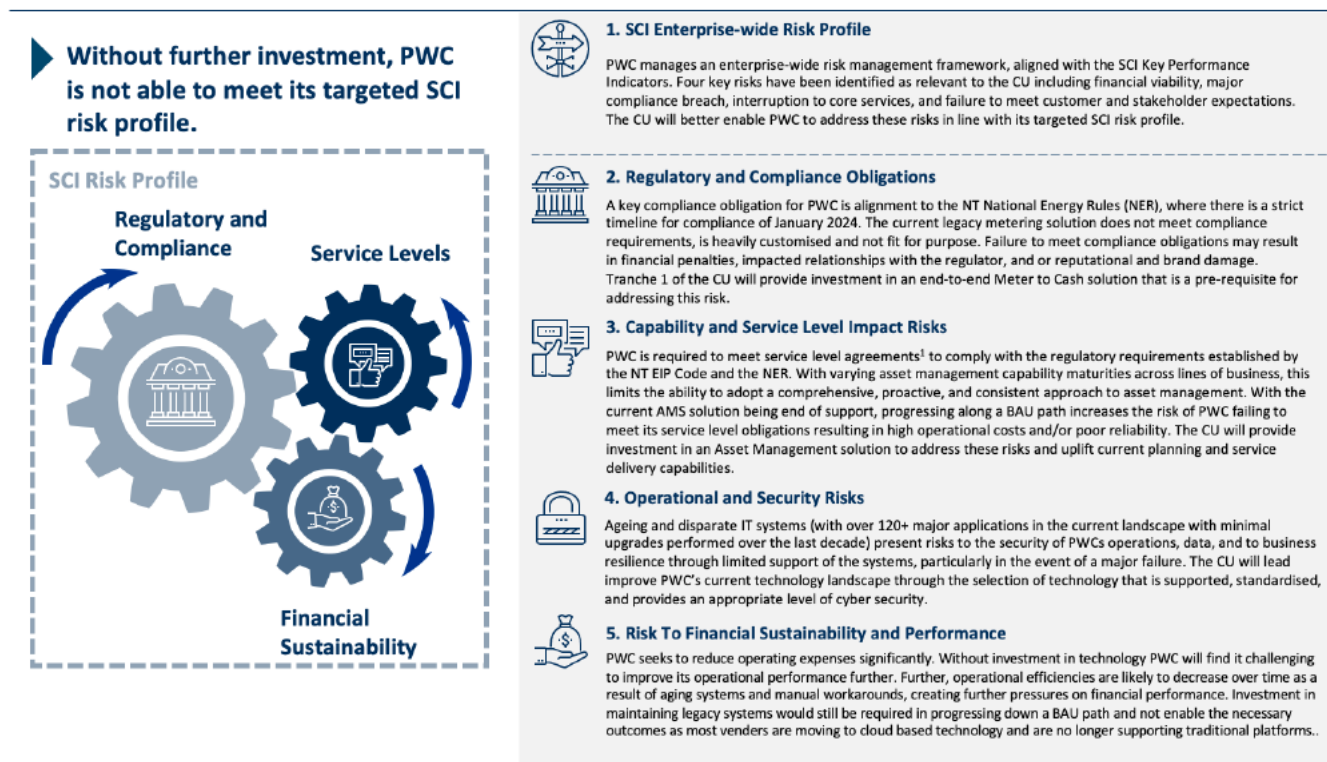 Without further investment, PWC
is not able to meet its targeted SCI
risk profile.
SCI Risk Profile
Regulatory and
Compliance
Service Levels
Financial
Sustainability
1. SCI Enterprise-wide Risk Profile
PWC manages an enterprise-wide risk management framework, aligned with the SCI Key Performance
Indicators. Four key risks have been identified as relevant to the CU including financial viability, major
compliance breach, interruption to core services, and failure to meet customer and stakeholder expectations.
The CU will better enable PWC to address these risks in line with its targeted SCI risk profile.
2. Regulatory and Compliance Obligations
A key compliance obligation for PWC is alignment to the NT National Energy Rules (NER), where there is a strict
timeline for compliance of January 2024. The current legacy metering solution does not meet compliance
requirements, is heavily customised and not fit for purpose. Failure to meet compliance obligations may result
in financial penalties, impacted relationships with the regulator, and or reputational and brand damage.
Tranche 1 of the CU will provide investment in an end-to-end Meter to Cash solution that is a pre-requisite for
addressing this risk.
3. Capability and Service Level Impact Risks
PWC is required to meet service level agreements¹ to comply with the regulatory requirements established by
the NT EIP Code and the NER. With varying asset management capability maturities across lines of business, this
limits the ability to adopt a comprehensive, proactive, and consistent approach to asset management. With the
current AMS solution being end of support, progressing along a BAU path increases the risk of PWC failing to
meet its service level obligations resulting in high operational costs and/or poor reliability. The CU will provide
investment in an Asset Management solution to address these risks and uplift current planning and service
delivery capabilities.
4. Operational and Security Risks
Ageing and disparate IT systems (with over 120+ major applications in the current landscape with minimal
upgrades performed over the last decade) present risks to the security of PWCs operations, data, and to business
resilience through limited support of the systems, particularly in the event of a major failure. The CU will lead
improve PWC's current technology landscape through the selection of technology that is supported, standardised,
and provides an appropriate level of cyber security.
5. Risk To Financial Sustainability and Performance
PWC seeks to reduce operating expenses significantly. Without investment in technology PWC will find it challenging
to improve its operational performance further. Further, operational efficiencies are likely to decrease over time as a
result of aging systems and manual workarounds, creating further pressures on financial performance. Investment in
maintaining legacy systems would still be required in progressing down a BAU path and not enable the necessary
outcomes as most venders are moving to cloud based technology and are no longer supporting traditional platforms..